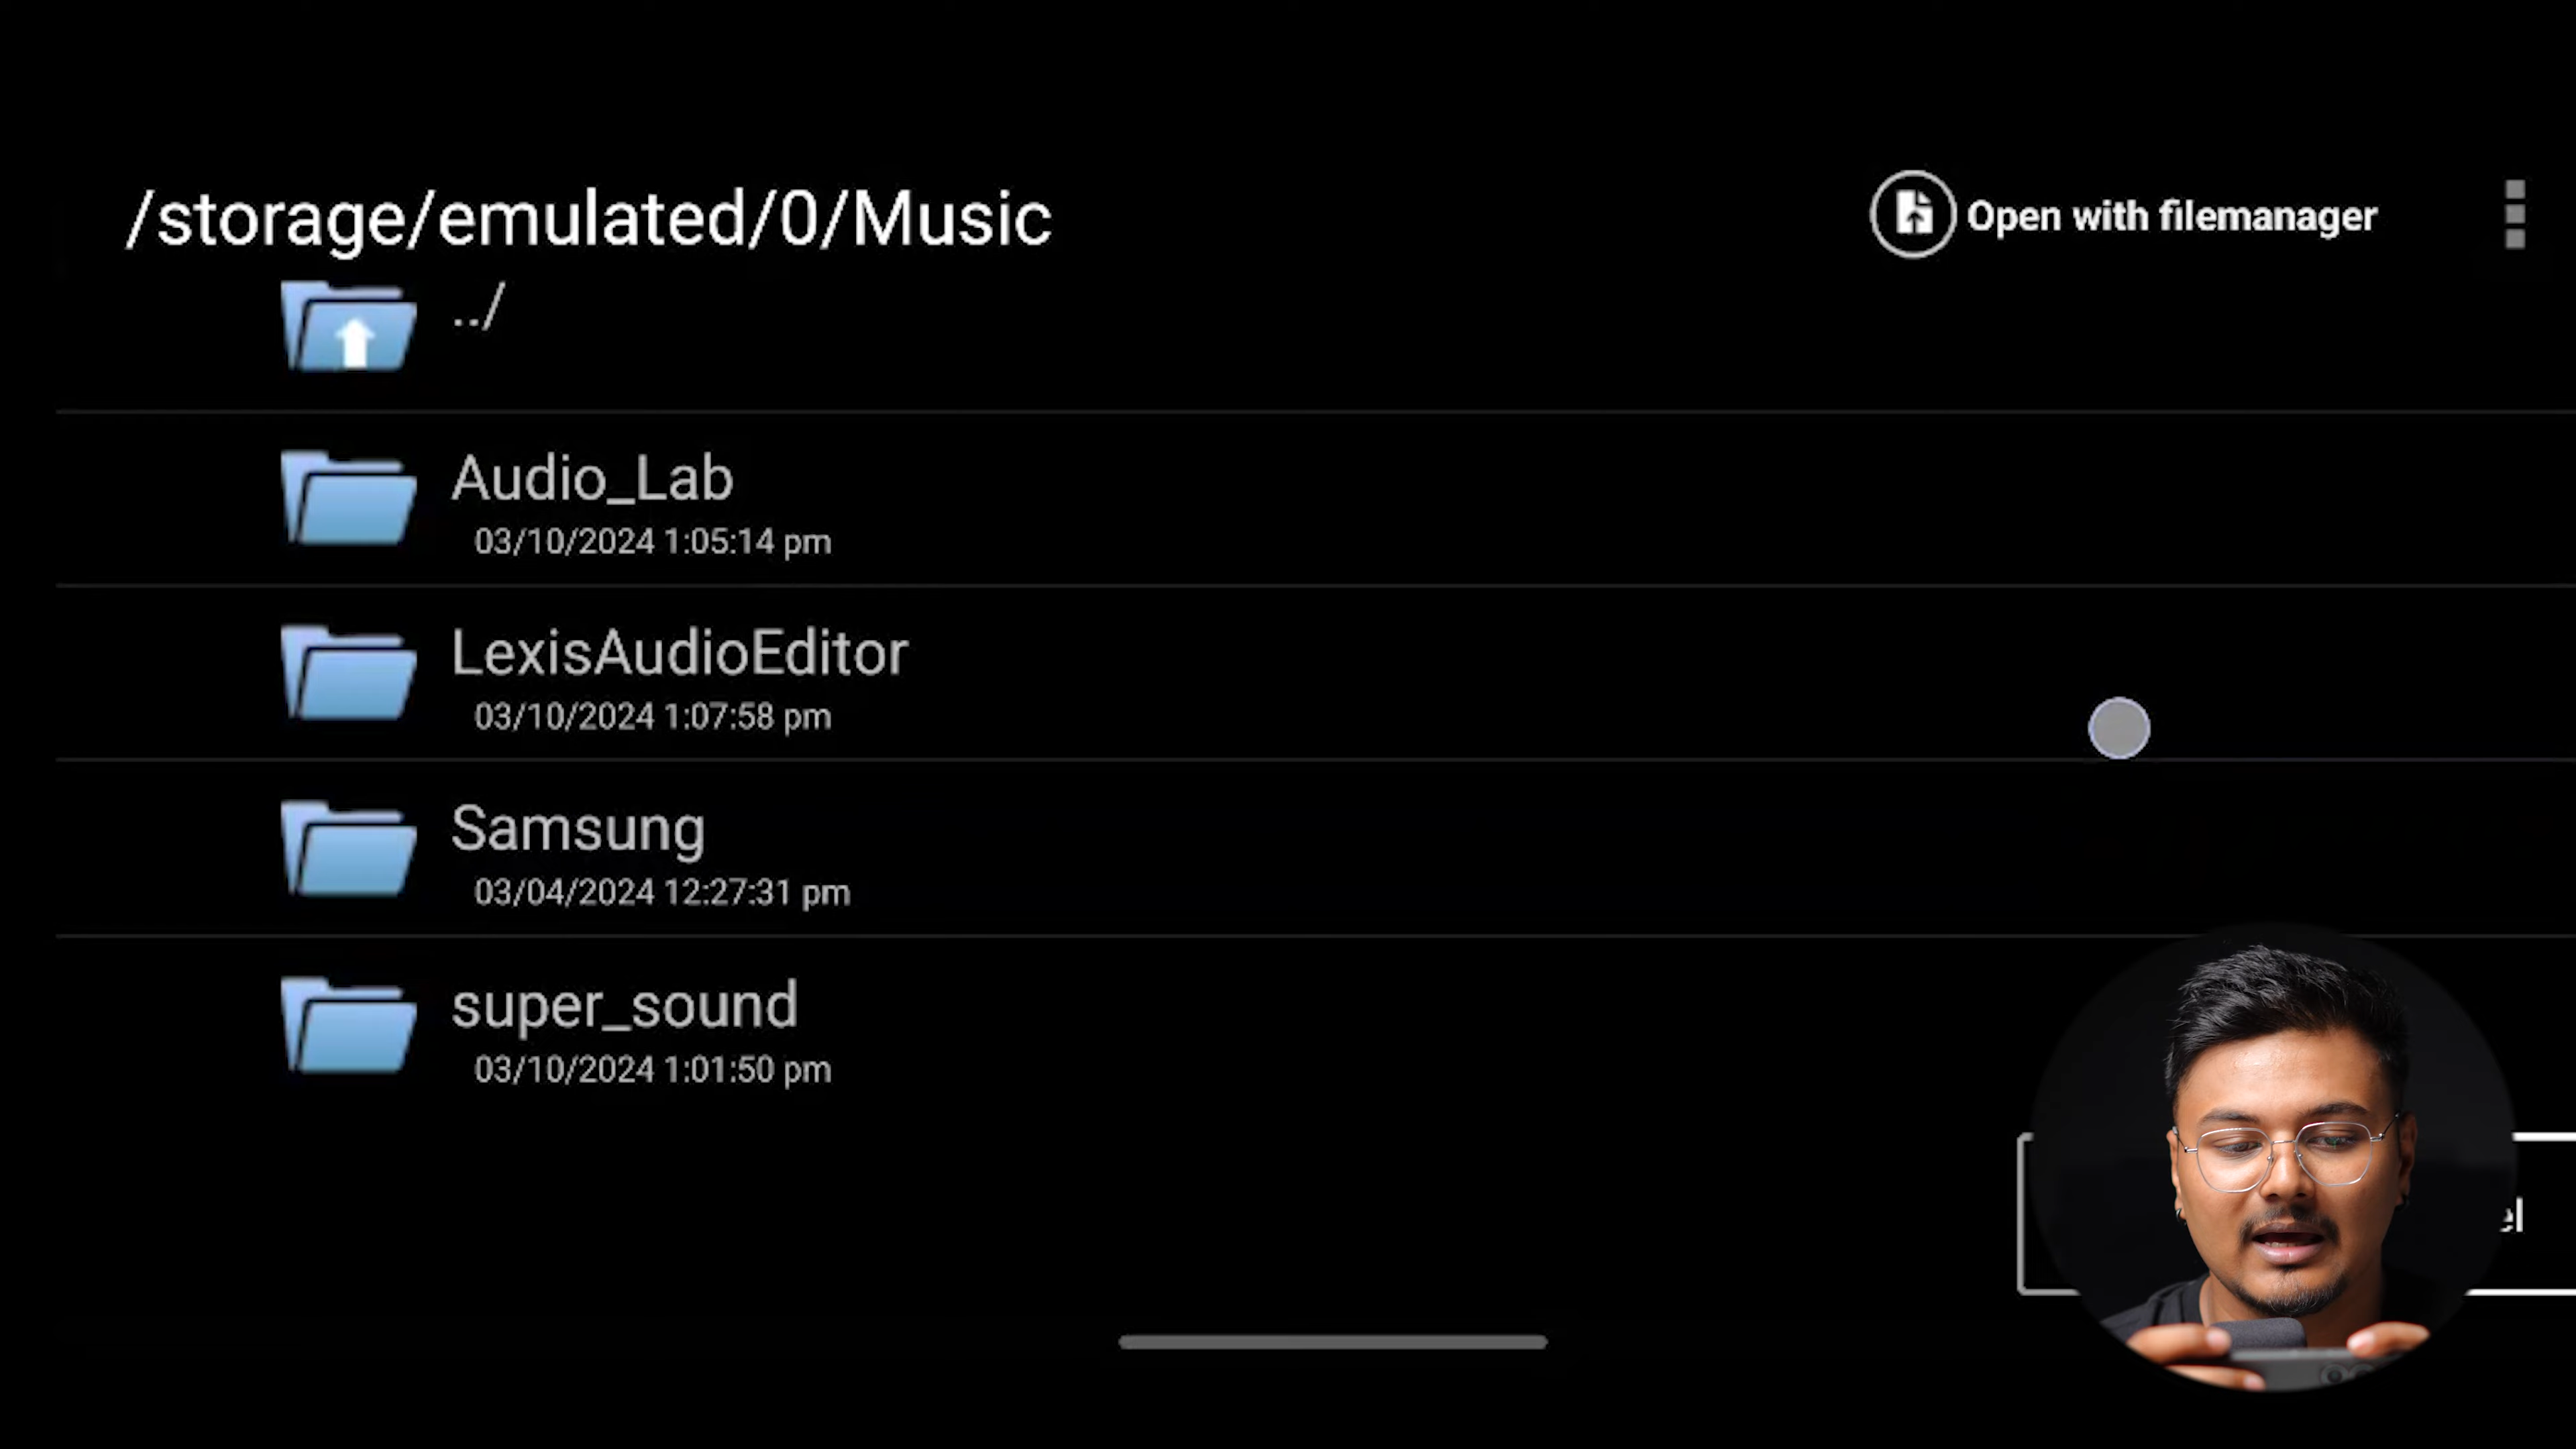 /storage/emulated/0/Music
Open with filemanager
../
Audio_Lab
03/10/2024 1:05:14 pm
LexisAudioEditor
03/10/2024 1:07:58 pm
Samsung
03/04/2024 12:27:31 pm
super_sound
03/10/2024 1:01:50 pm